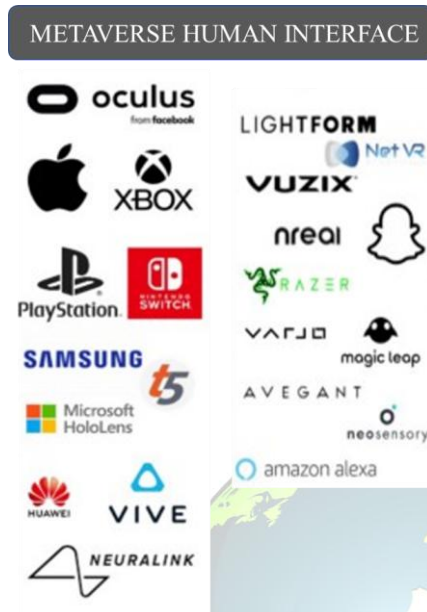 METAVERSE HUMAN INTERFACE
oculus
from facebook
XBOX
PlayStation
NINTENDO
SWITCH
SAMSUNG
t5
Microsoft
HoloLens
HUAWEI
VIVE
NEURALINK
LIGHTFORM
Net VR
VUZIX
nreal
RAZER
VARJO
magic leap
AVEGANT
neosensory
amazon alexa